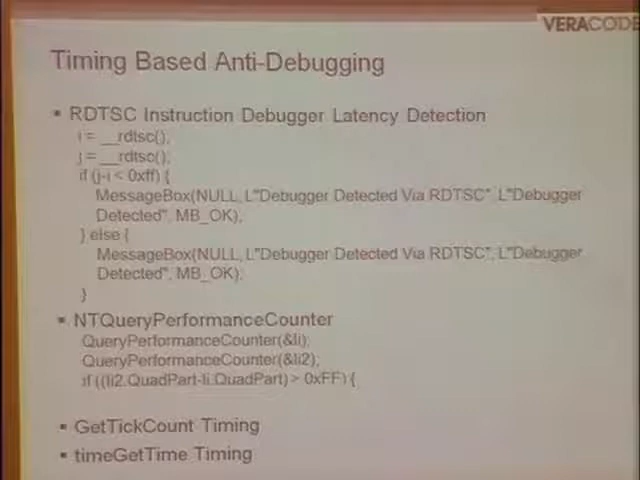 VERACODE
Timing Based Anti-Debugging
▪ RDTSC Instruction Debugger Latency Detection
i = __rdtsc();
j = __rdtsc();
if (j-i < 0xff) {
MessageBox(NULL, L"Debugger Detected Via RDTSC", L"Debugger
Detected", MB_OK);
} else {
MessageBox(NULL, L"Debugger Detected Via RDTSC", L"Debugger
Detected", MB_OK);
}
▪ NTQueryPerformanceCounter
QueryPerformanceCounter(&li);
QueryPerformanceCounter(&li2);
if ((li2.QuadPart-li.QuadPart) > 0xFF) {
▪ GetTickCount Timing
▪ timeGetTime Timing